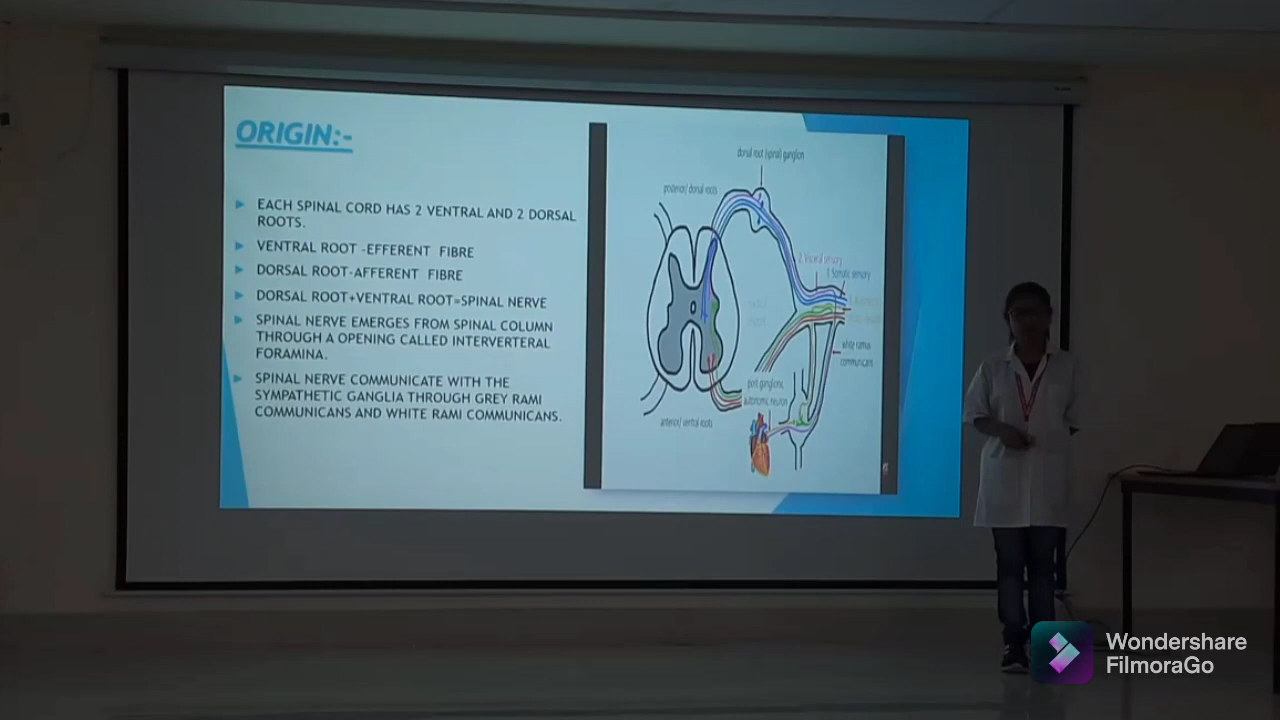 ORIGIN:-
EACH SPINAL CORD HAS 2 VENTRAL AND 2 DORSAL
ROOTS.
VENTRAL ROOT -EFFERENT FIBRE
DORSAL ROOT-AFFERENT FIBRE
DORSAL ROOT+VENTRAL ROOT=SPINAL NERVE
SPINAL NERVE EMERGES FROM SPINAL COLUMN
THROUGH A OPENING CALLED INTERVERTERAL
FORAMINA.
SPINAL NERVE COMMUNICATE WITH THE
SYMPATHETIC GANGLIA THROUGH GREY RAMI
COMMUNICANS AND WHITE RAMI COMMUNICANS.
dorsal root (spinal) ganglion
posterior/ dorsal roots
2. Visceral sensory
1. Somatic sensory
white ramus
communicans
post ganglionic
autonomic neuron
anterior/ ventral roots
Wondershare
FilmoraGo